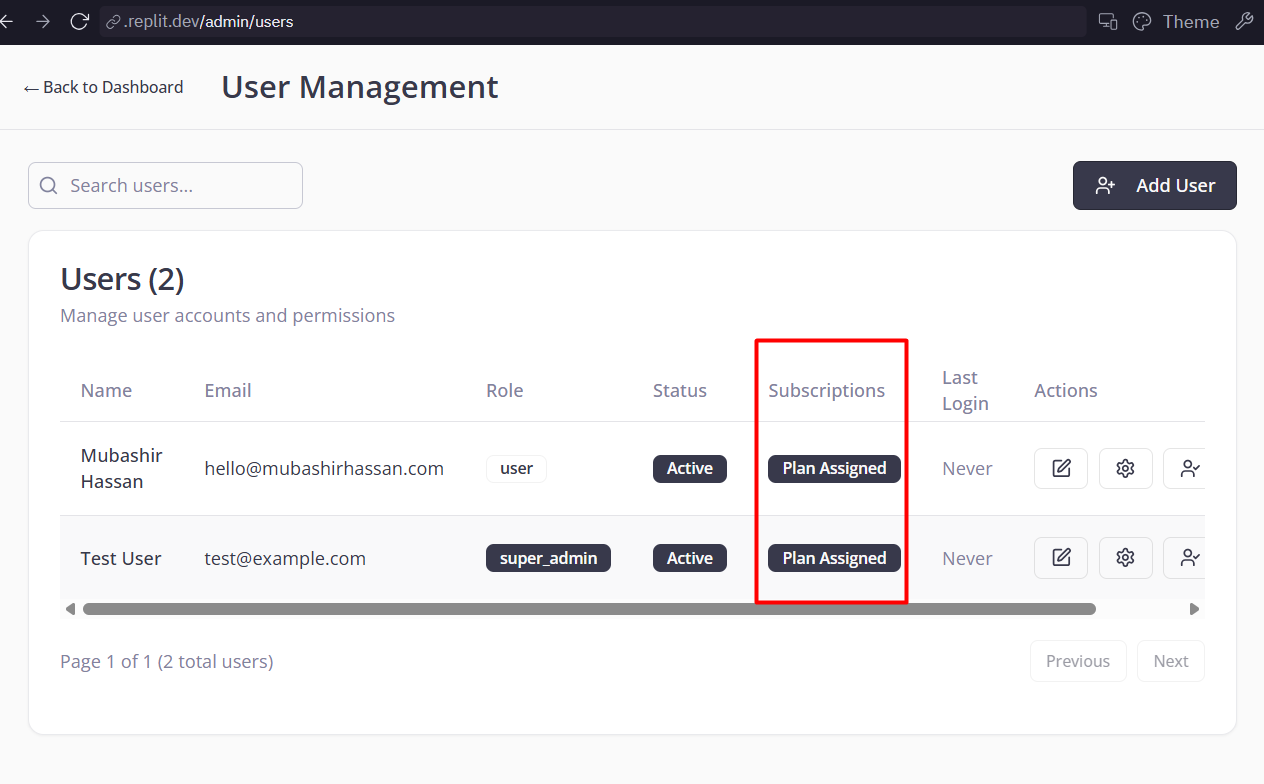 .replit.dev/admin/users
Theme
← Back to Dashboard
User Management
Search users...
Add User
Users (2)
Manage user accounts and permissions
Name Email Role Status Subscriptions Last Login Actions
Mubashir Hassan hello@mubashirhassan.com user Active Plan Assigned Never
Test User test@example.com super_admin Active Plan Assigned Never
Page 1 of 1 (2 total users)
Previous Next